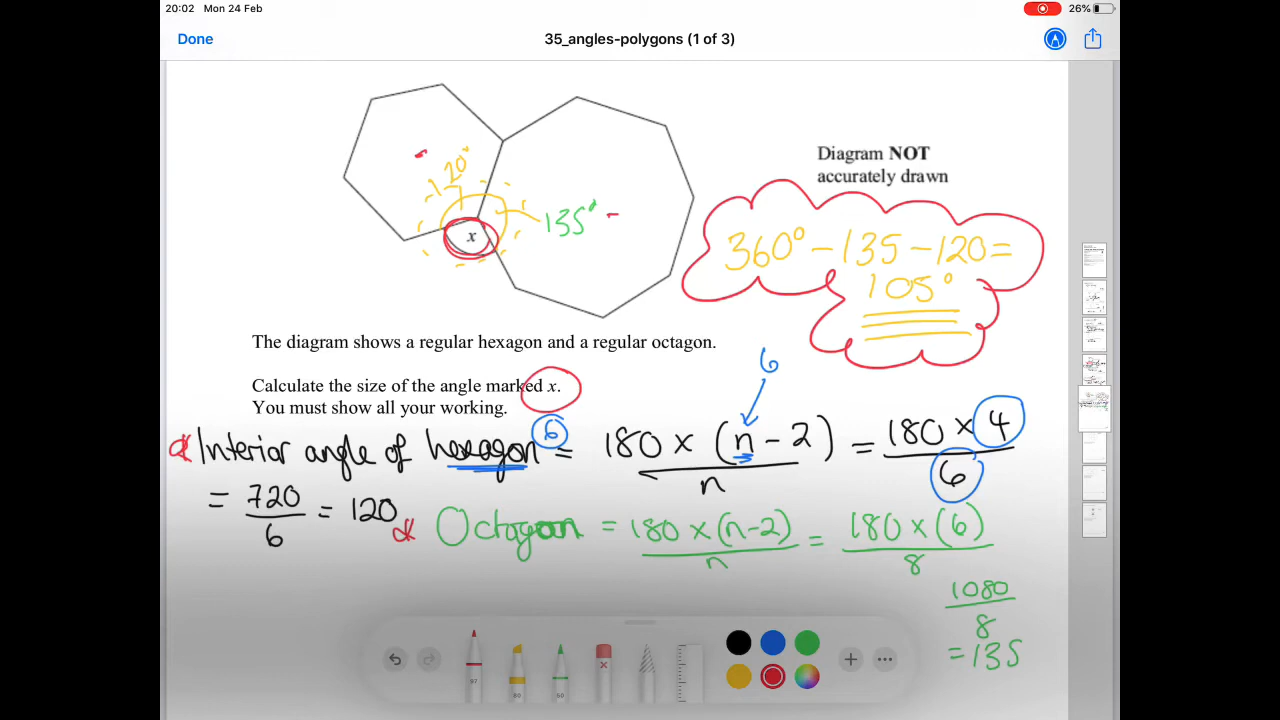 20:02 Mon 24 Feb
26%
Done
35_angles-polygons (1 of 3)
120°
135°
x
Diagram NOT
accurately drawn
360° - 135 - 120 =
105°
The diagram shows a regular hexagon and a regular octagon.
Calculate the size of the angle marked x.
You must show all your working.
6
Interior angle of hexagon 6 = 180 × (n - 2) / n = 180 × 4 / 6
= 720 / 6 = 120
Octagon = 180 × (n - 2) / n = 180 × (6) / 8
1080
8
= 135
97
80
60